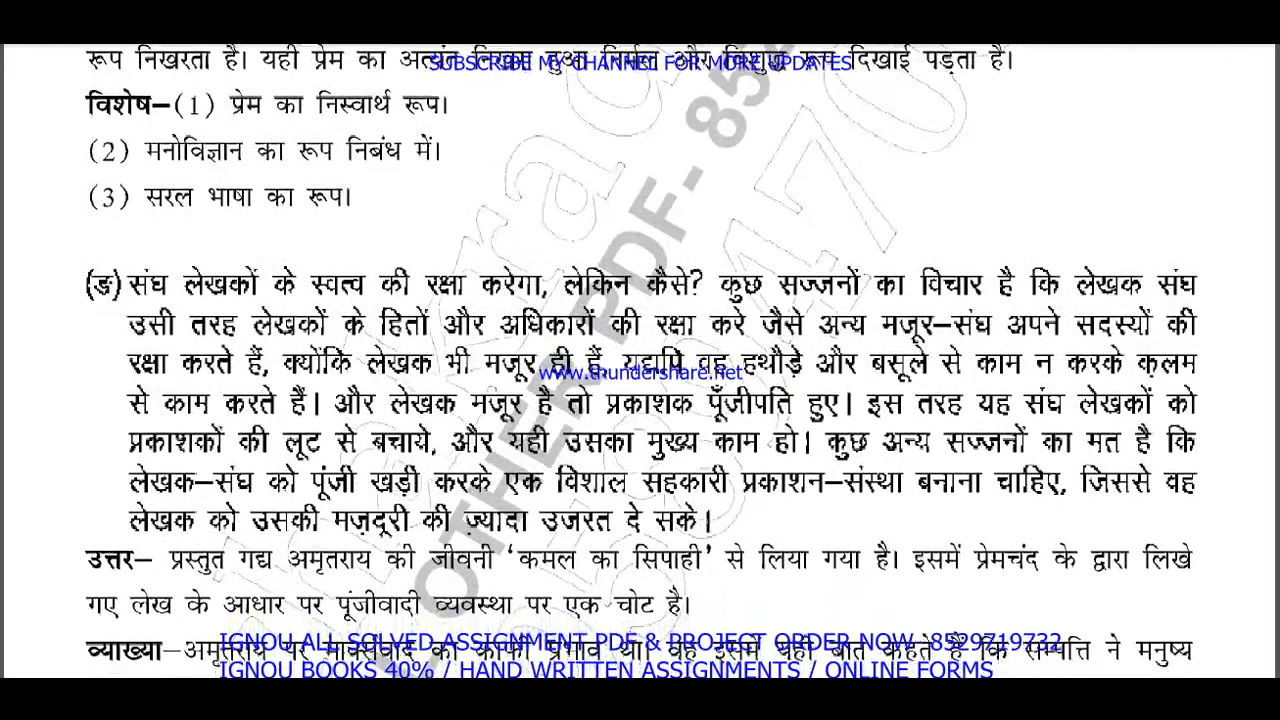 रूप निखरता है। यही प्रेम का अत्यंत निखरा हुआ निर्मल और विशुद्ध रूप दिखाई पड़ता है।
SUBSCRIBE MY CHANNEL FOR MORE UPDATES
विशेष–(1) प्रेम का निस्वार्थ रूप।
(2) मनोविज्ञान का रूप निबंध में।
(3) सरल भाषा का रूप।
(ङ) संघ लेखकों के स्वत्व की रक्षा करेगा, लेकिन कैसे? कुछ सज्जनों का विचार है कि लेखक संघ
उसी तरह लेखकों के हितों और अधिकारों की रक्षा करे जैसे अन्य मजूर–संघ अपने सदस्यों की
रक्षा करते हैं, क्योंकि लेखक भी मजूर ही हैं, यद्यपि वह हथौड़े और बसूले से काम न करके क़लम
www.thundershare.net
से काम करते हैं। और लेखक मजूर है तो प्रकाशक पूँजीपति हुए। इस तरह यह संघ लेखकों को
प्रकाशकों की लूट से बचाये, और यही उसका मुख्य काम हो। कुछ अन्य सज्जनों का मत है कि
लेखक–संघ को पूंजी खड़ी करके एक विशाल सहकारी प्रकाशन–संस्था बनाना चाहिए, जिससे वह
लेखक को उसकी मज़दूरी की ज़्यादा उजरत दे सके।
उत्तर– प्रस्तुत गद्य अमृतराय की जीवनी ‘कमल का सिपाही’ से लिया गया है। इसमें प्रेमचंद के द्वारा लिखे
गए लेख के आधार पर पूंजीवादी व्यवस्था पर एक चोट है।
व्याख्या–अमृतराय पर मार्क्सवाद का काफी प्रभाव था। वह इसमें यही बात कहते हैं कि सम्पत्ति ने मनुष्य
IGNOU ALL SOLVED ASSIGNMENT PDF & PROJECT ORDER NOW :8529719732
IGNOU BOOKS 40% / HAND WRITTEN ASSIGNMENTS / ONLINE FORMS
OTHER PDF- 852